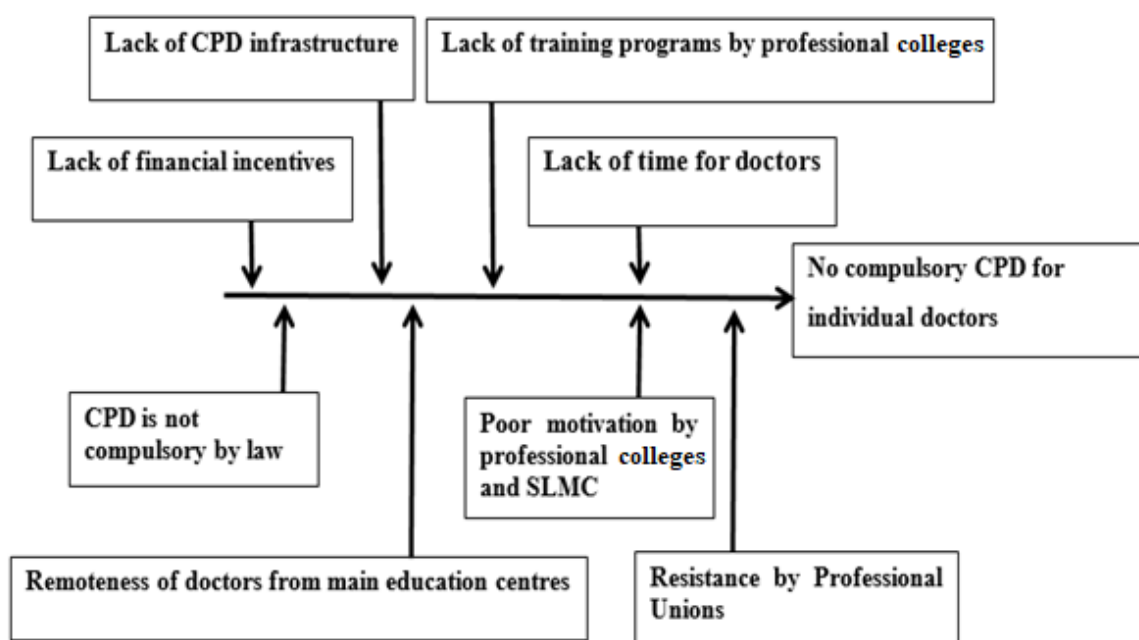 Lack of CPD infrastructure
Lack of training programs by professional colleges
Lack of financial incentives
Lack of time for doctors
No compulsory CPD for
individual doctors
CPD is not
compulsory by law
Poor motivation by
professional colleges
and SLMC
Remoteness of doctors from main education centres
Resistance by Professional
Unions